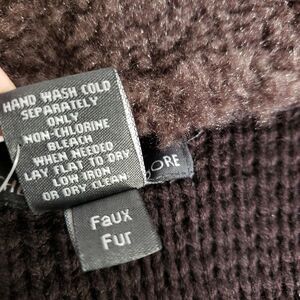 HAND WASH COLD
SEPARATELY
ONLY
NON-CHLORINE
BLEACH
WHEN NEEDED
LAY FLAT TO DRY
LOW IRON
OR DRY CLEAN
Faux
Fur